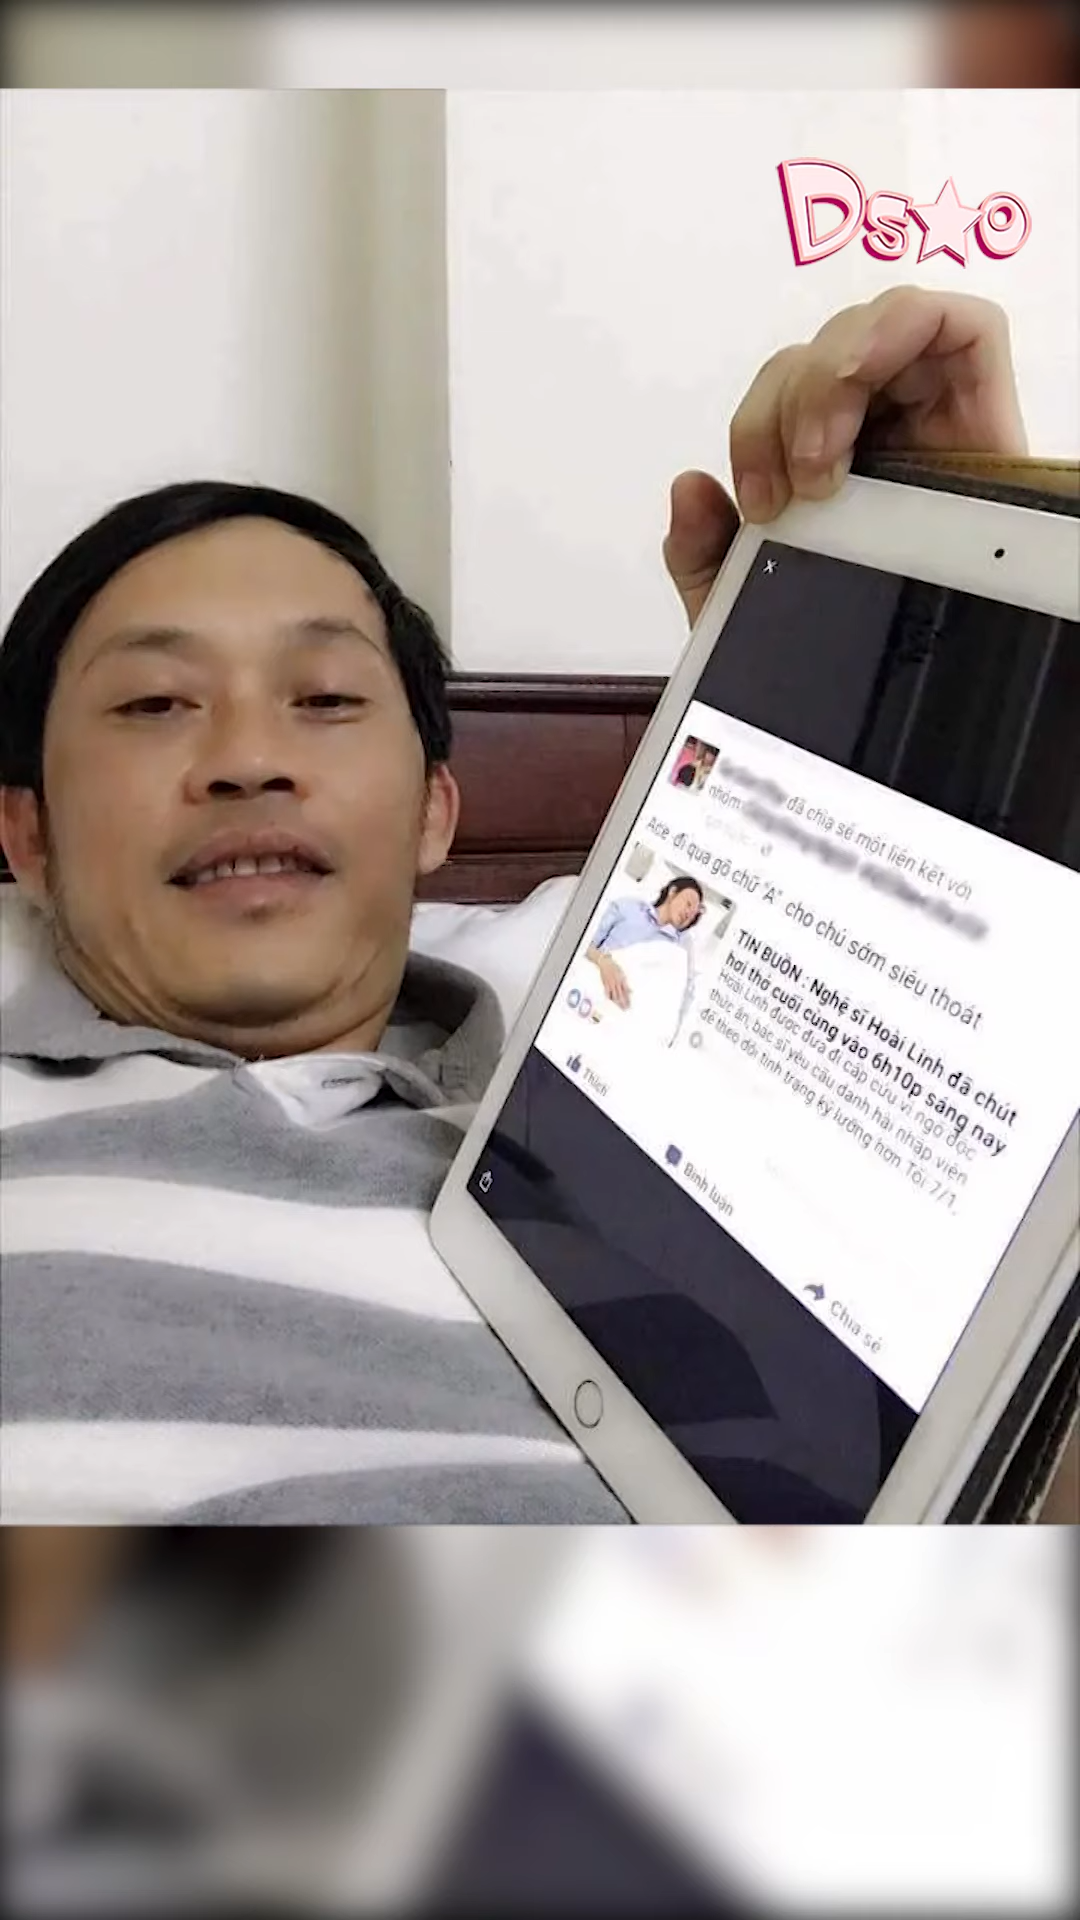 Ds★o
đã chia sẻ một liên kết với
nhóm
Ace đi qua gõ chữ "A" cho chú sớm siêu thoát
TIN BUỒN : Nghệ sĩ Hoài Linh đã chút
hơi thở cuối cùng vào 6h10p sáng nay
Hoài Linh được đưa đi cấp cứu vì ngộ độc
thức ăn, bác sĩ yêu cầu danh hài nhập viện
để theo dõi tình trạng kỹ lưỡng hơn. Tối 7/1,
Thích
Bình luận
Chia sẻ